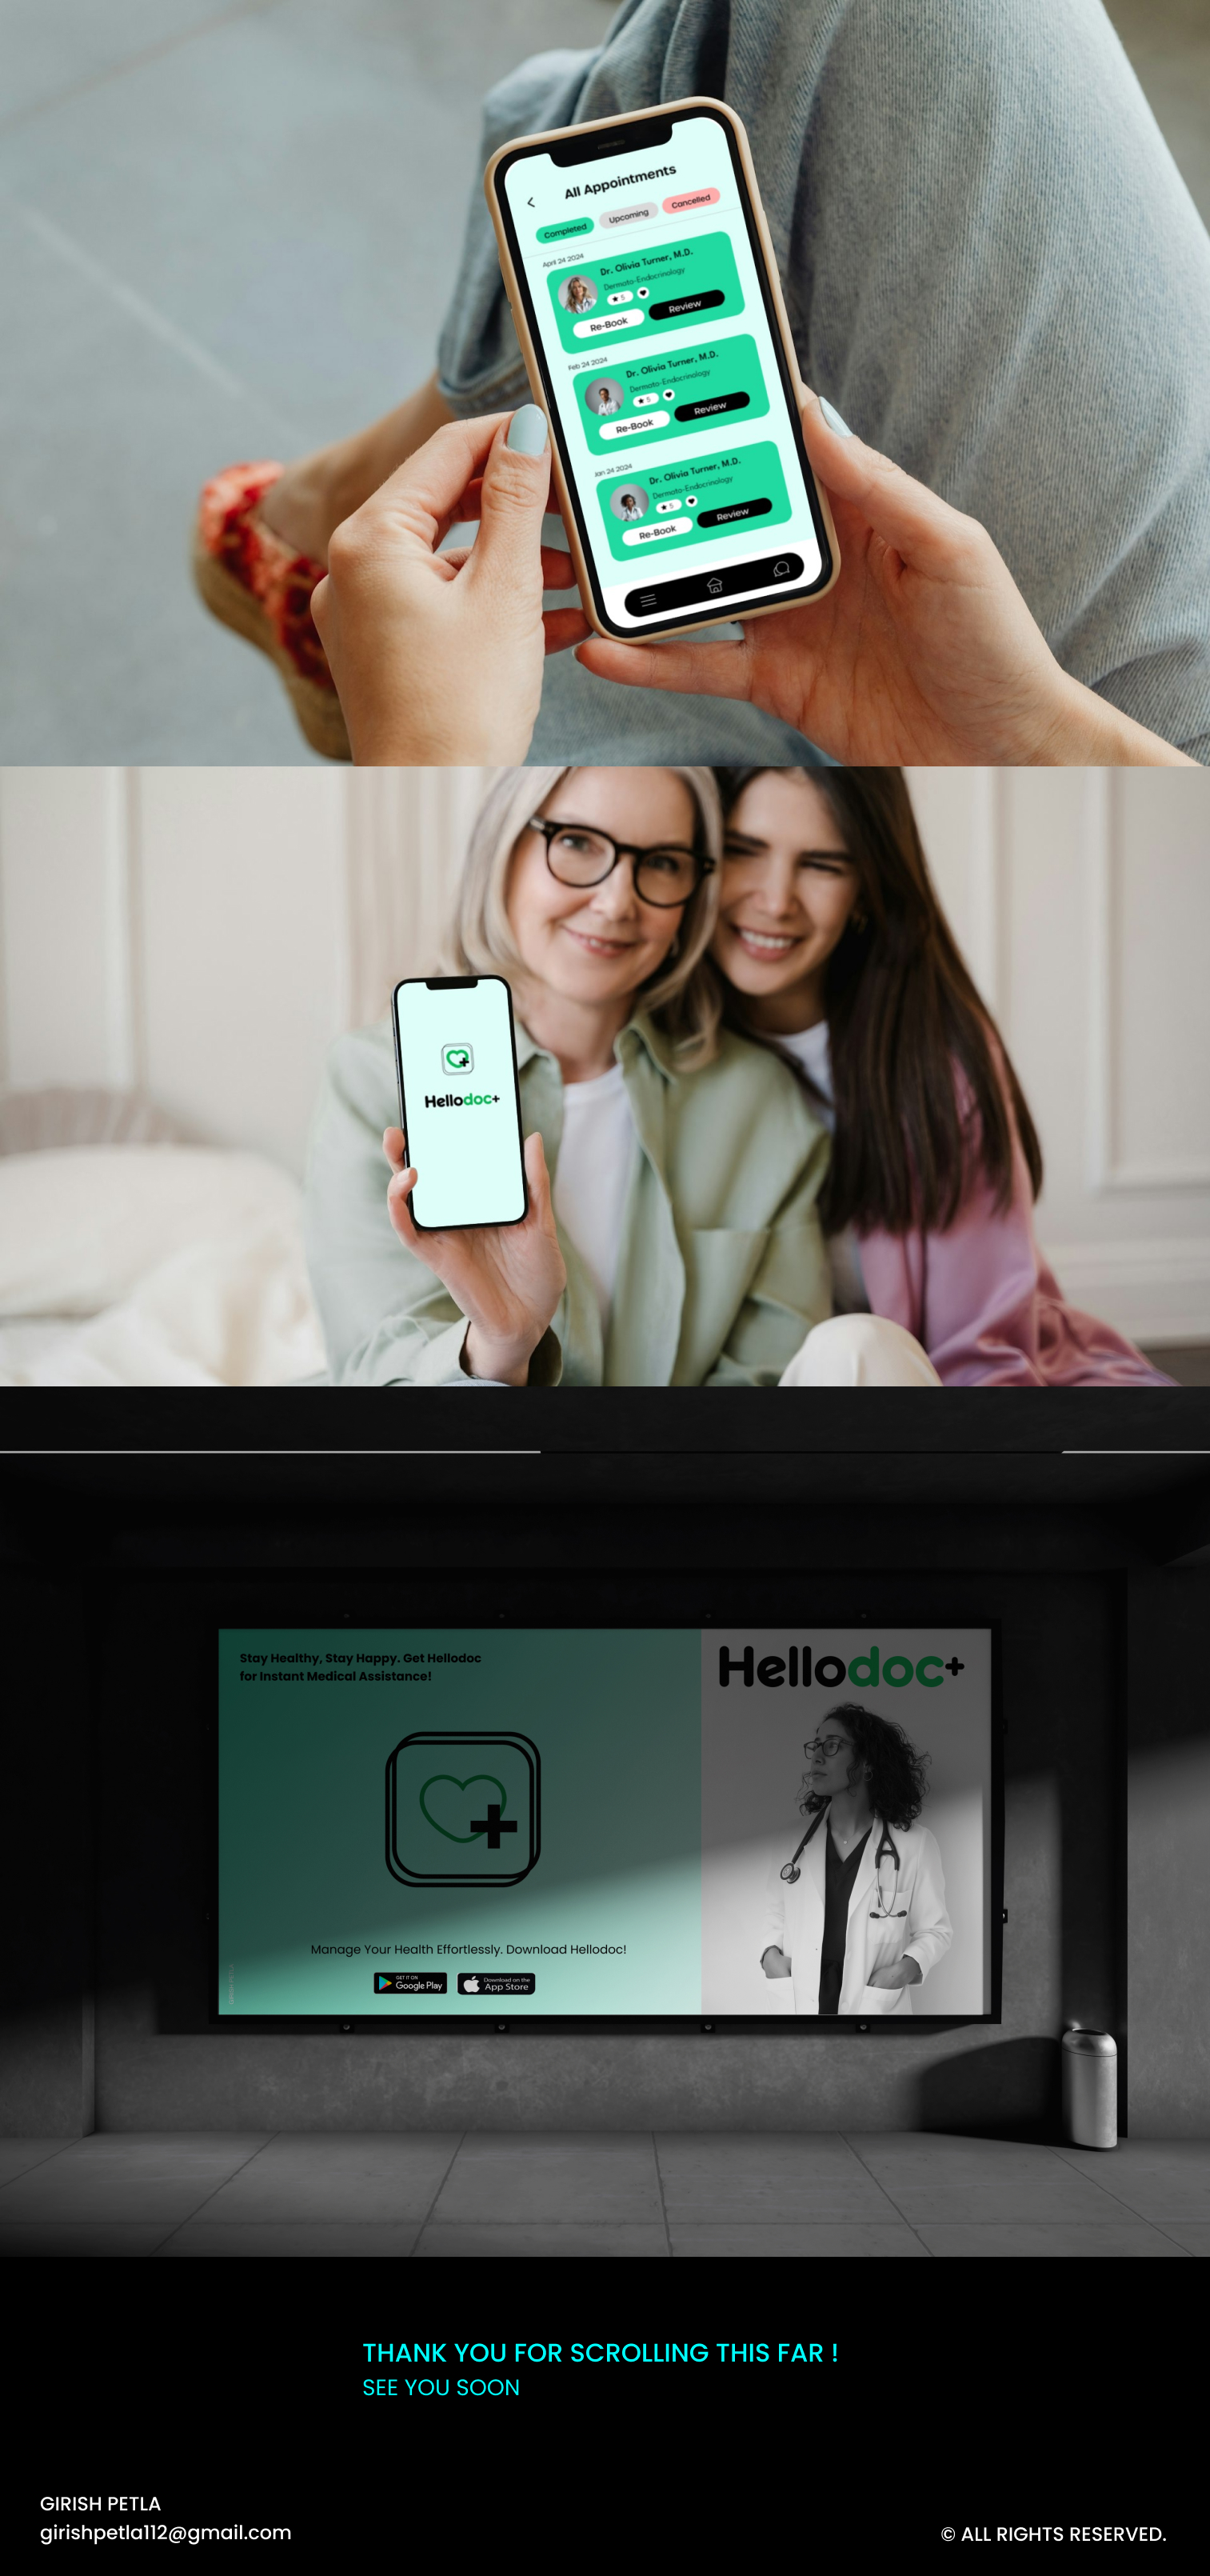 All Appointments
Completed
Upcoming
Cancelled
April 24 2024
Dr. Olivia Turner, M.D.
Dermato-Endocrinology
5
Re-Book
Review
Feb 24 2024
Dr. Olivia Turner, M.D.
Dermato-Endocrinology
5
Re-Book
Review
Jan 24 2024
Dr. Olivia Turner, M.D.
Dermato-Endocrinology
5
Re-Book
Review
Hellodoc+
Stay Healthy, Stay Happy. Get Hellodoc
for Instant Medical Assistance!
Hellodoc+
Manage Your Health Effortlessly. Download Hellodoc!
GET IT ON
Google Play
Download on the
App Store
THANK YOU FOR SCROLLING THIS FAR !
SEE YOU SOON
GIRISH PETLA
girishpetla112@gmail.com
© ALL RIGHTS RESERVED.